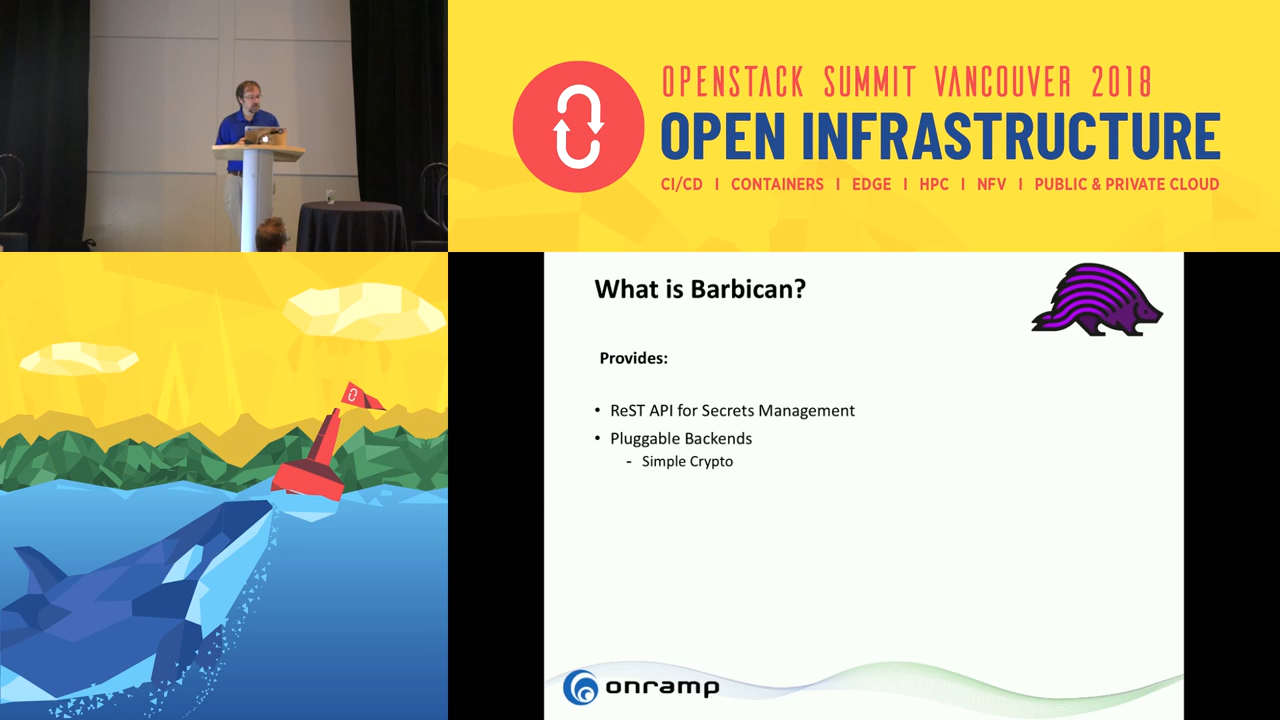 OPENSTACK SUMMIT VANCOUVER 2018
OPEN INFRASTRUCTURE
CI/CD | CONTAINERS | EDGE | HPC | NFV | PUBLIC & PRIVATE CLOUD
What is Barbican?
Provides:
• ReST API for Secrets Management
• Pluggable Backends
- Simple Crypto
onramp